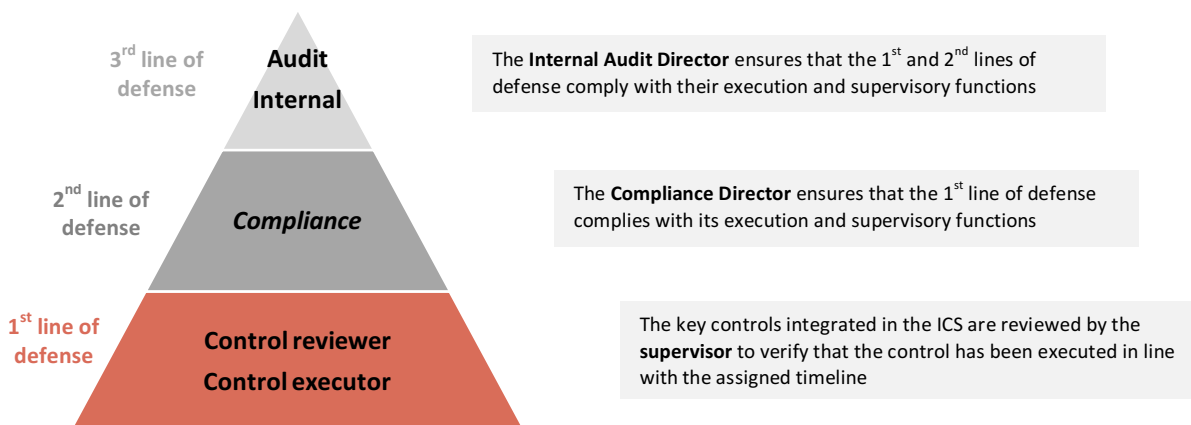 3rd line of
defense
Audit
Internal
The Internal Audit Director ensures that the 1st and 2nd lines of
defense comply with their execution and supervisory functions
2nd line of
defense
Compliance
The Compliance Director ensures that the 1st line of defense
complies with its execution and supervisory functions
1st line of
defense
Control reviewer
Control executor
The key controls integrated in the ICS are reviewed by the
supervisor to verify that the control has been executed in line
with the assigned timeline